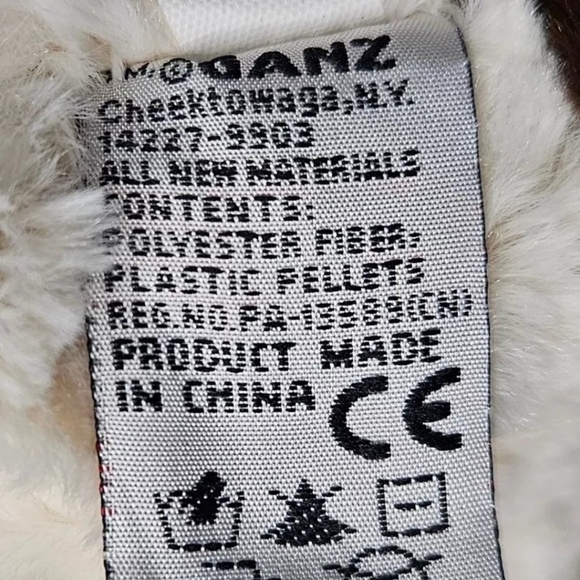 TM.®GANZ
Cheektowaga,N.Y.
14227-9903
ALL NEW MATERIALS
CONTENTS:
POLYESTER FIBER,
PLASTIC PELLETS
REG.NO.PA-13588(CN)
PRODUCT MADE
IN CHINA CE